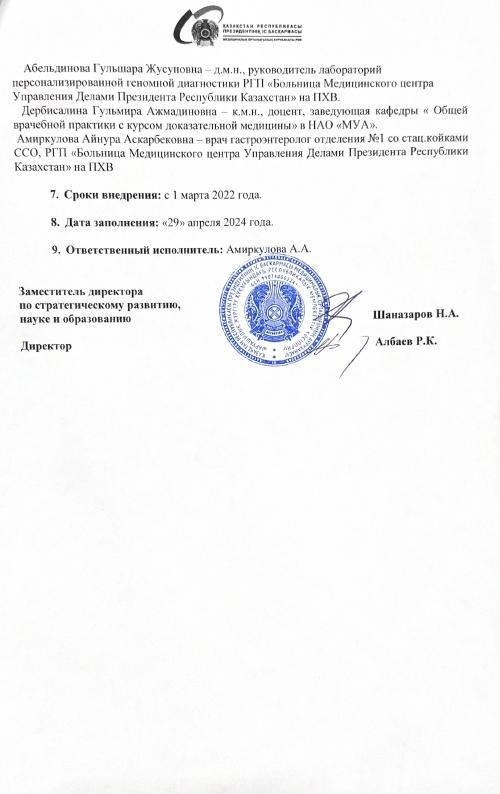 ҚАЗАҚСТАН РЕСПУБЛИКАСЫ
ПРЕЗИДЕНТІНІҢ ІС БАСҚАРМАСЫ
Абельдинова Гульшара Жусуповна – д.м.н., руководитель лабораторий
персонализированной геномной диагностики РГП «Больница Медицинского центра
Управления Делами Президента Республики Казахстан» на ПХВ.
Дербисалина Гульмира Ажмадиновна – к.м.н., доцент, заведующая кафедры « Общей
врачебной практики с курсом доказательной медицины» в НАО «МУА».
Амиркулова Айнура Аскарбековна – врач гастроэнтеролог отделения №1 со стац.койками
ССО, РГП «Больница Медицинского центра Управления Делами Президента Республики
Казахстан» на ПХВ
7. Сроки внедрения: с 1 марта 2022 года.
8. Дата заполнения: «29» апреля 2024 года.
9. Ответственный исполнитель: Амиркулова А.А.
Заместитель директора
по стратегическому развитию,
науке и образованию
Шаназаров Н.А.
Директор
Албаев Р.К.